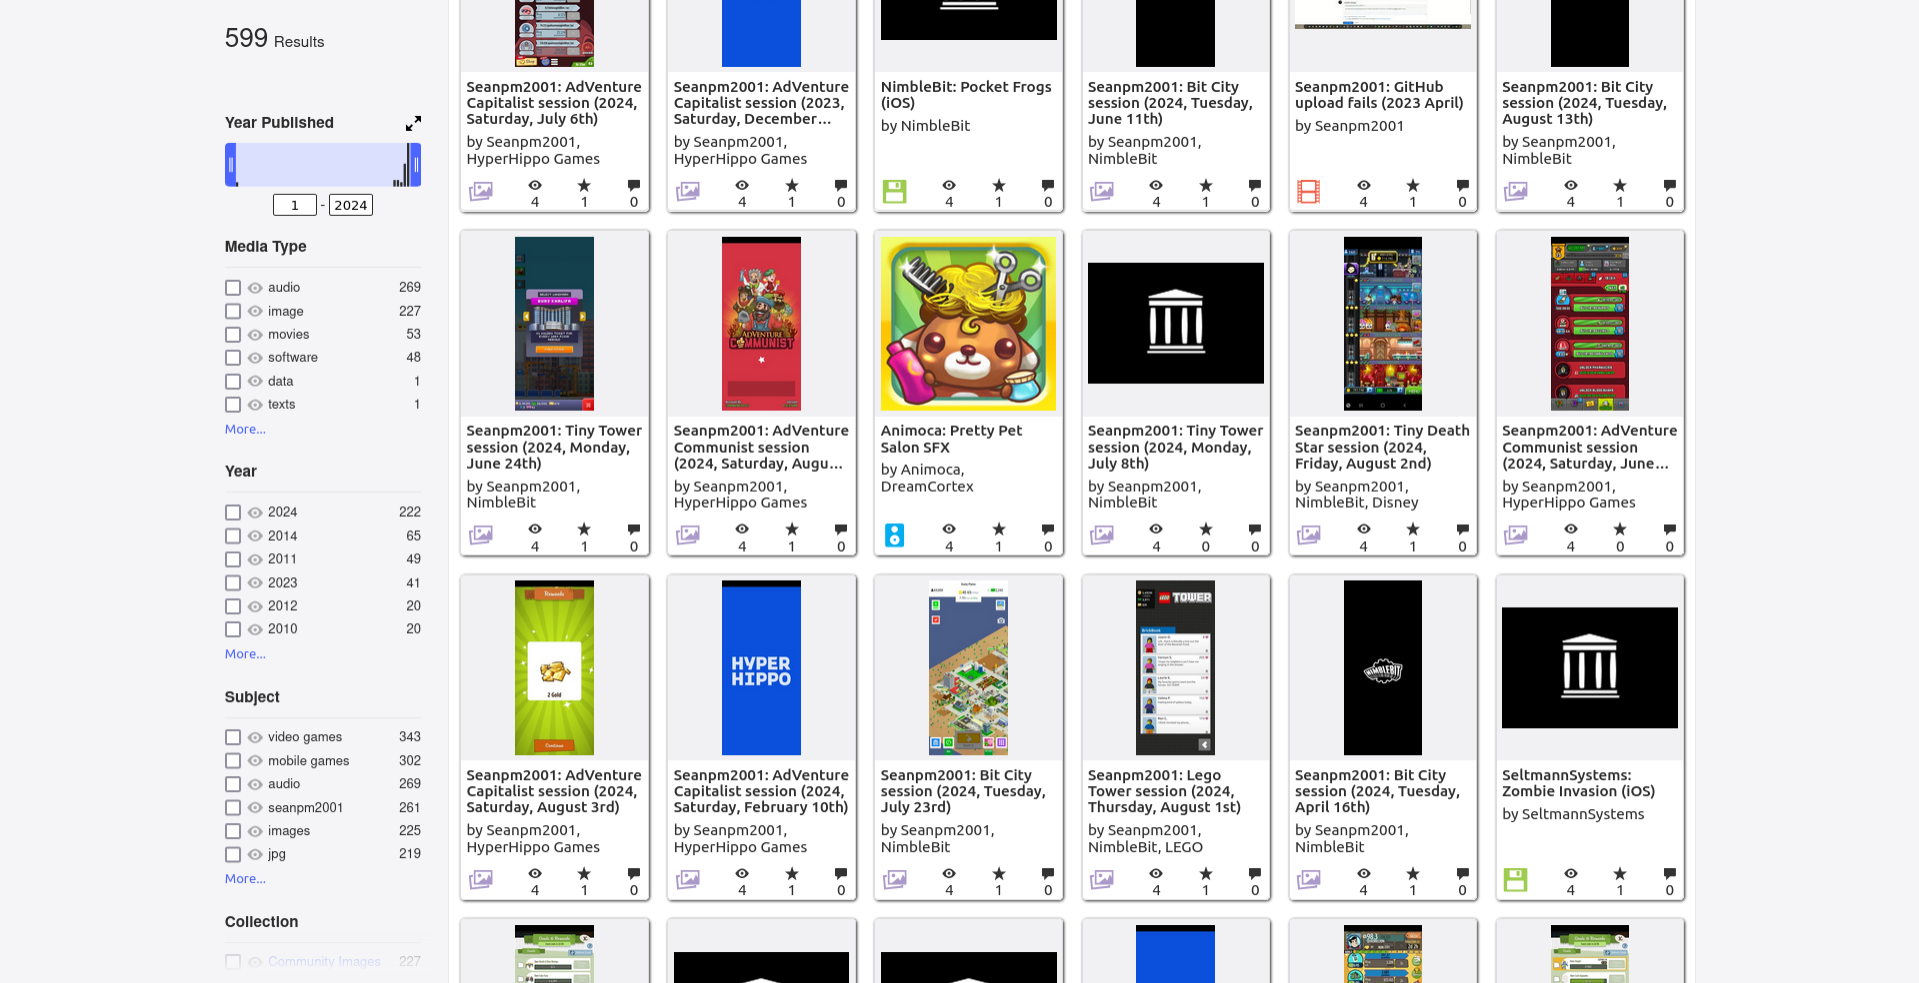 599 Results
Year Published
1 - 2024
Media Type
audio 269
image 227
movies 53
software 48
data 1
texts 1
More...
Year
2024 222
2014 65
2011 49
2023 41
2012 20
2010 20
More...
Subject
video games 343
mobile games 302
audio 269
seanpm2001 261
images 225
jpg 219
More...
Collection
Community Images 227
Seanpm2001: AdVenture
Capitalist session (2024,
Saturday, July 6th)
by Seanpm2001,
HyperHippo Games
4 1 0
Seanpm2001: AdVenture
Capitalist session (2023,
Saturday, December...
by Seanpm2001,
HyperHippo Games
4 1 0
NimbleBit: Pocket Frogs
(iOS)
by NimbleBit
4 1 0
Seanpm2001: Bit City
session (2024, Tuesday,
June 11th)
by Seanpm2001,
NimbleBit
4 1 0
Seanpm2001: GitHub
upload fails (2023 April)
by Seanpm2001
4 1 0
Seanpm2001: Bit City
session (2024, Tuesday,
August 13th)
by Seanpm2001,
NimbleBit
4 1 0
Seanpm2001: Tiny Tower
session (2024, Monday,
June 24th)
by Seanpm2001,
NimbleBit
4 1 0
ADVENTURE
COMMUNIST
Seanpm2001: AdVenture
Communist session
(2024, Saturday, Augu...
by Seanpm2001,
HyperHippo Games
4 1 0
Animoca: Pretty Pet
Salon SFX
by Animoca,
DreamCortex
4 1 0
Seanpm2001: Tiny Tower
session (2024, Monday,
July 8th)
by Seanpm2001,
NimbleBit
4 0 0
Seanpm2001: Tiny Death
Star session (2024,
Friday, August 2nd)
by Seanpm2001,
NimbleBit, Disney
4 1 0
Seanpm2001: AdVenture
Communist session
(2024, Saturday, June...
by Seanpm2001,
HyperHippo Games
4 0 0
Rewards
2 Gold
Continue
Seanpm2001: AdVenture
Capitalist session (2024,
Saturday, August 3rd)
by Seanpm2001,
HyperHippo Games
4 1 0
HYPER
HIPPO
Seanpm2001: AdVenture
Capitalist session (2024,
Saturday, February 10th)
by Seanpm2001,
HyperHippo Games
4 1 0
Seanpm2001: Bit City
session (2024, Tuesday,
July 23rd)
by Seanpm2001,
NimbleBit
4 1 0
LEGO TOWER
Seanpm2001: Lego
Tower session (2024,
Thursday, August 1st)
by Seanpm2001,
NimbleBit, LEGO
4 1 0
NIMBLEBIT
Seanpm2001: Bit City
session (2024, Tuesday,
April 16th)
by Seanpm2001,
NimbleBit
4 1 0
SeltmannSystems:
Zombie Invasion (iOS)
by SeltmannSystems
4 1 0